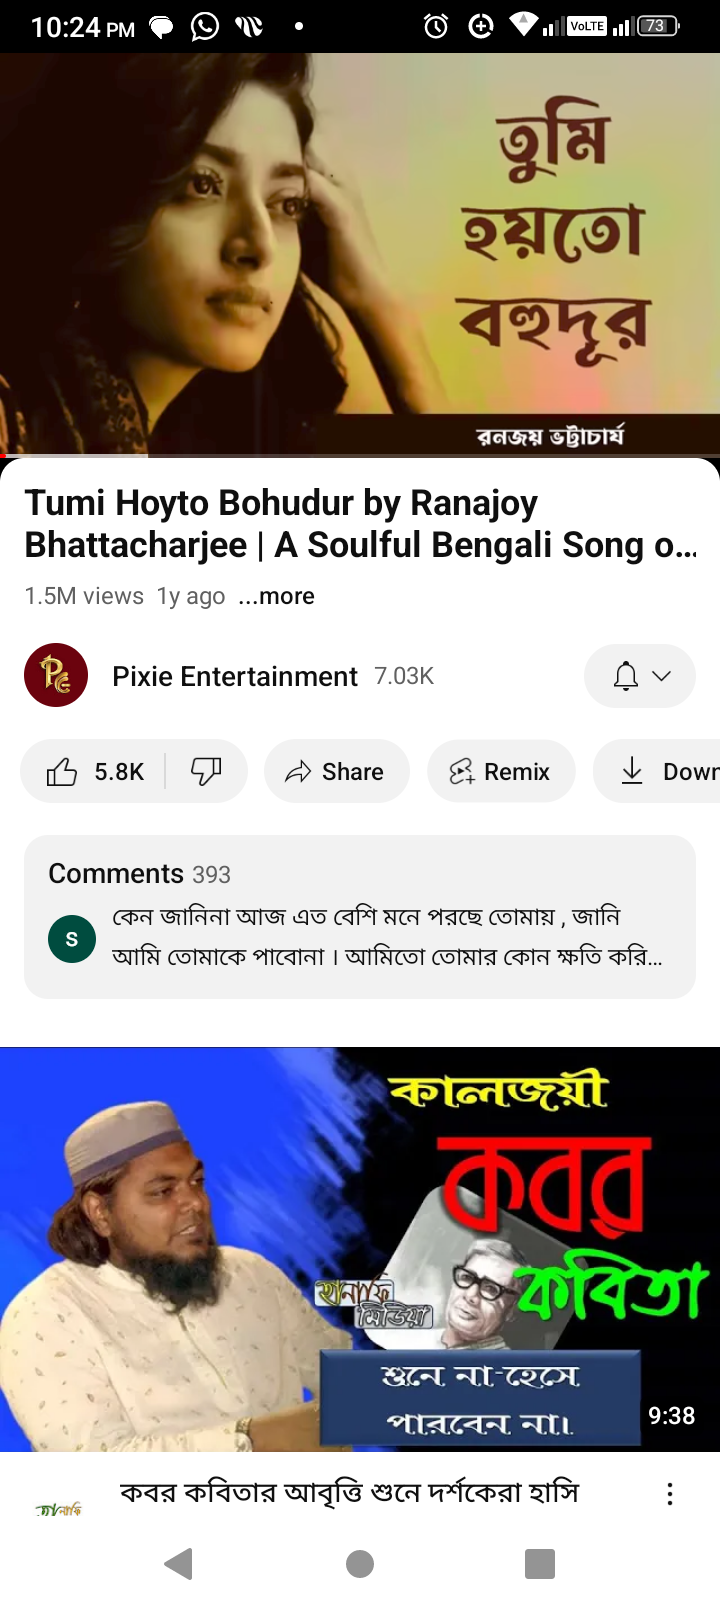 10:24 PM
VoLTE
73
তুমি
হয়তো
বহুদূর
রনজয় ভট্টাচার্য
Tumi Hoyto Bohudur by Ranajoy
Bhattacharjee | A Soulful Bengali Song o...
1.5M views 1y ago ...more
Pixie Entertainment 7.03K
5.8K
Share
Remix
Down
Comments 393
S
কেন জানিনা আজ এত বেশি মনে পরছে তোমায় , জানি
আমি তোমাকে পাবোনা । আমিতো তোমার কোন ক্ষতি করি...
কালজয়ী
কবর
কবিতা
হানাফি
মিডিয়া
শুনে না-হেসে
পারবেন না।
9:38
কবর কবিতার আবৃত্তি শুনে দর্শকেরা হাসি